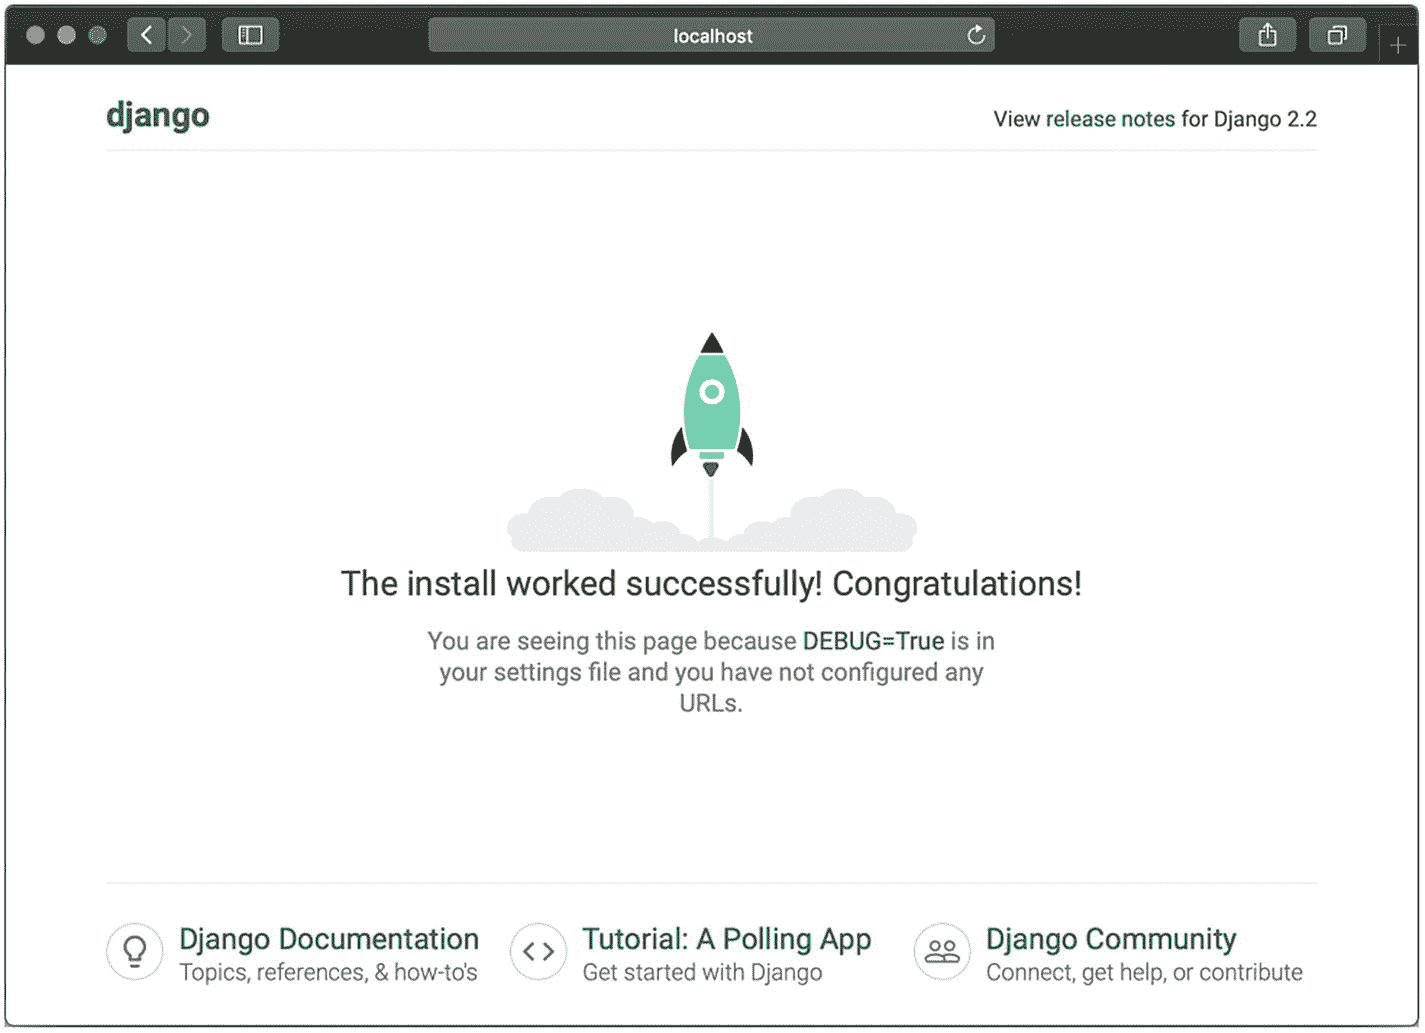 localhost
django
View release notes for Django 2.2
The install worked successfully! Congratulations!
You are seeing this page because DEBUG=True is in
your settings file and you have not configured any
URLs.
Django Documentation
Topics, references, & how-to's
Tutorial: A Polling App
Get started with Django
Django Community
Connect, get help, or contribute